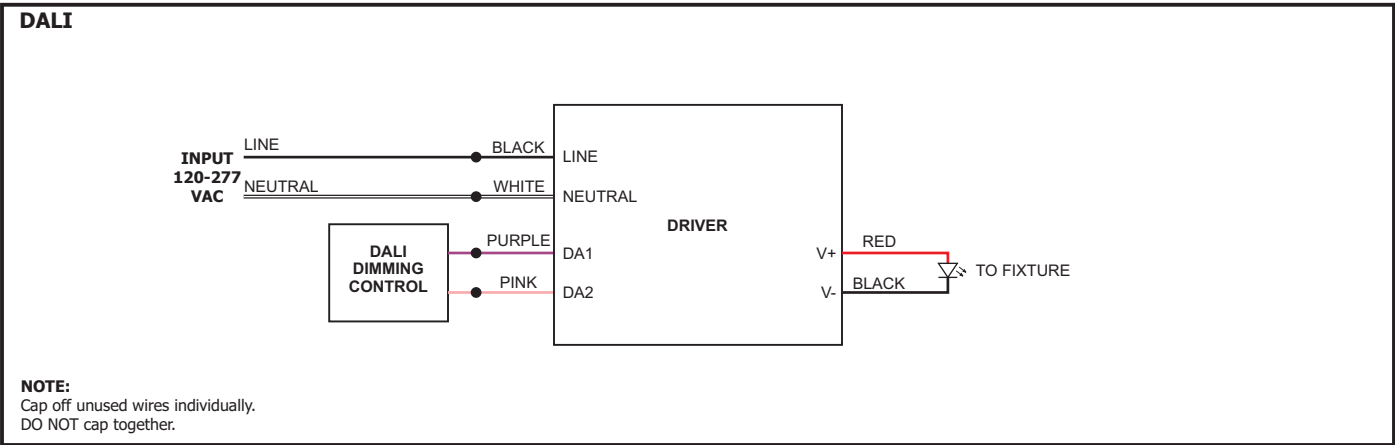 DALI
INPUT
120-277
VAC
LINE
NEUTRAL
BLACK
WHITE
LINE
NEUTRAL
DALI
DIMMING
CONTROL
PURPLE
PINK
DA1
DA2
DRIVER
V+
V-
RED
BLACK
TO FIXTURE
NOTE:
Cap off unused wires individually.
DO NOT cap together.